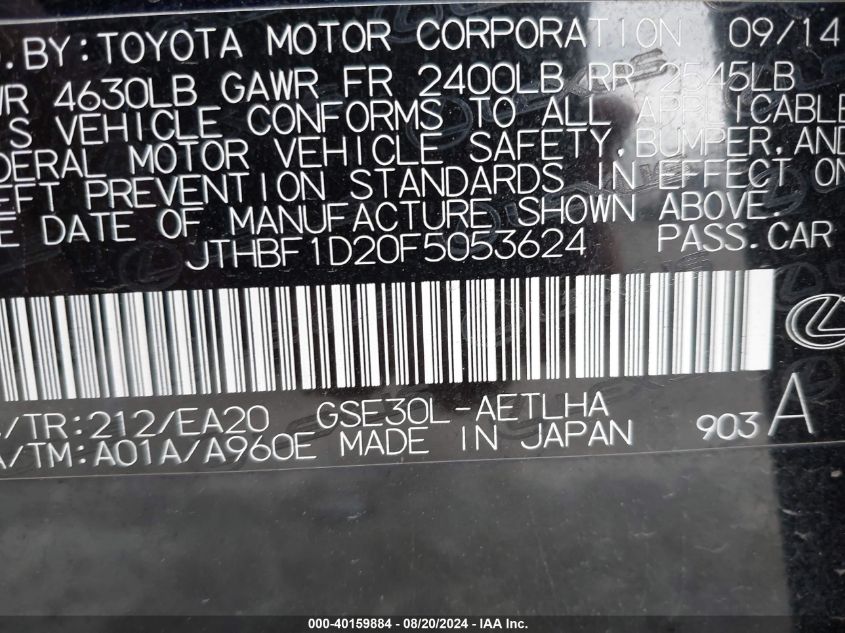 D. BY: TOYOTA MOTOR CORPORATION 09/14
WR 4630LB GAWR FR 2400LB RR 2545LB
S VEHICLE CONFORMS TO ALL APPLICABLE
DERAL MOTOR VEHICLE SAFETY, BUMPER, AND
EFT PREVENTION STANDARDS IN EFFECT ON
E DATE OF MANUFACTURE SHOWN ABOVE.
JTHBF1D20F5053624 PASS.CAR
/TR:212/EA20 GSE30L-AETLHA
A/TM:A01A/A960E MADE IN JAPAN 903 A
000-40159884 - 08/20/2024 - IAA Inc.